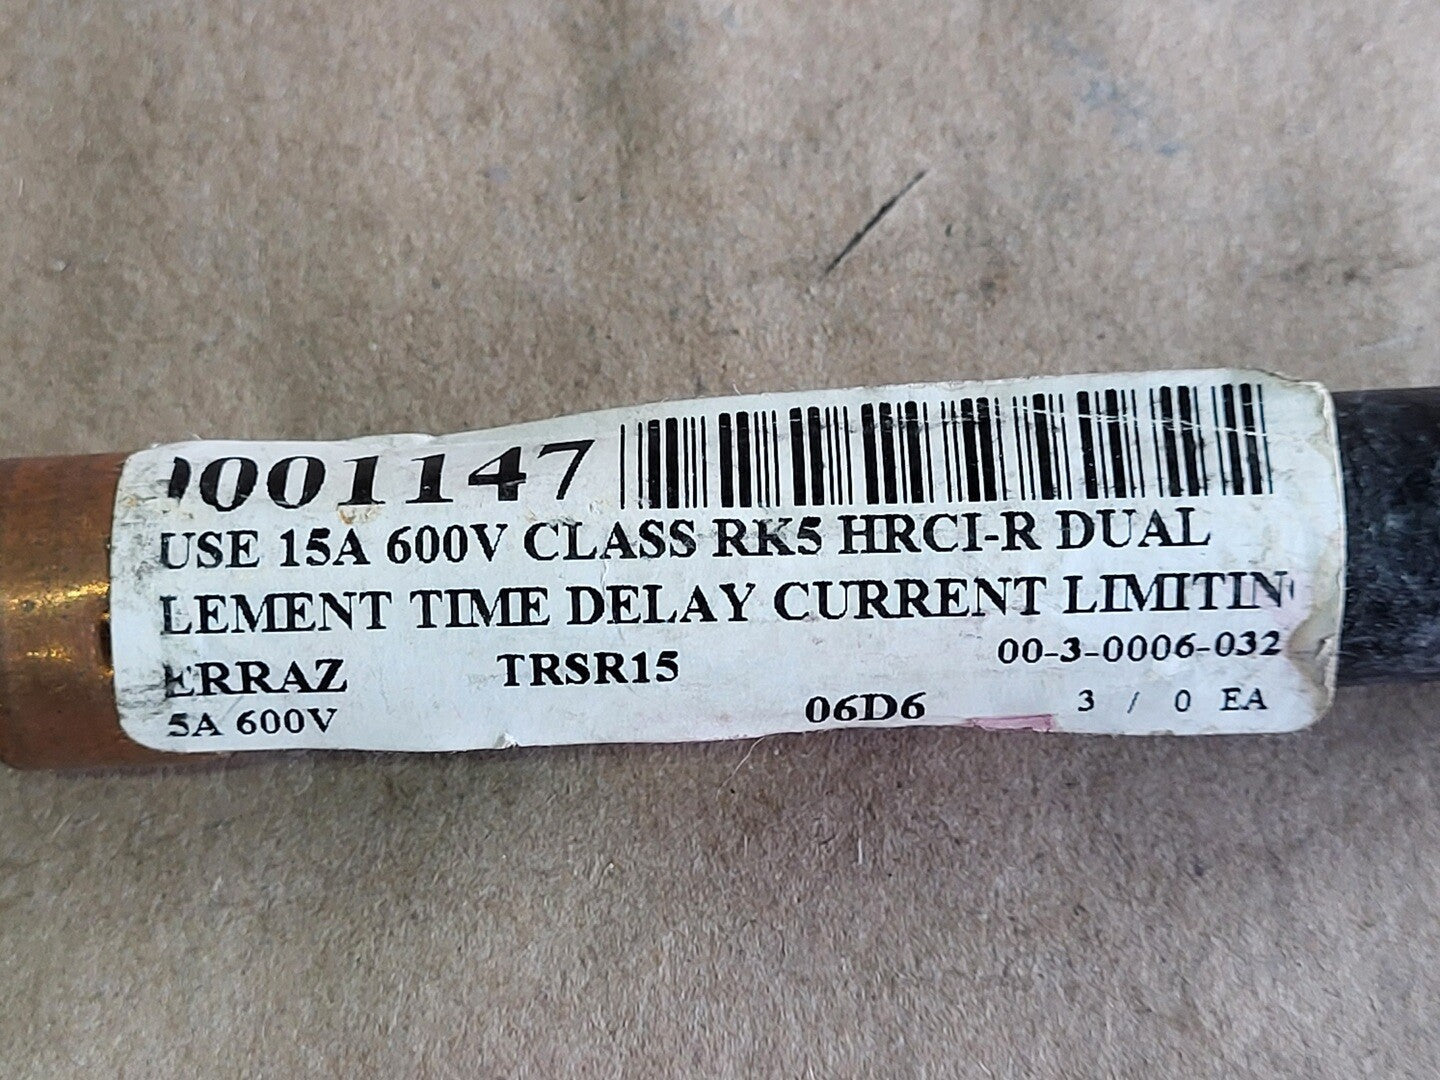 0001147
USE 15A 600V CLASS RK5 HRCI-R DUAL
LEMENT TIME DELAY CURRENT LIMITIN
ERRAZ TRSR15 00-3-0006-032
5A 600V 06D6 3 / 0 EA